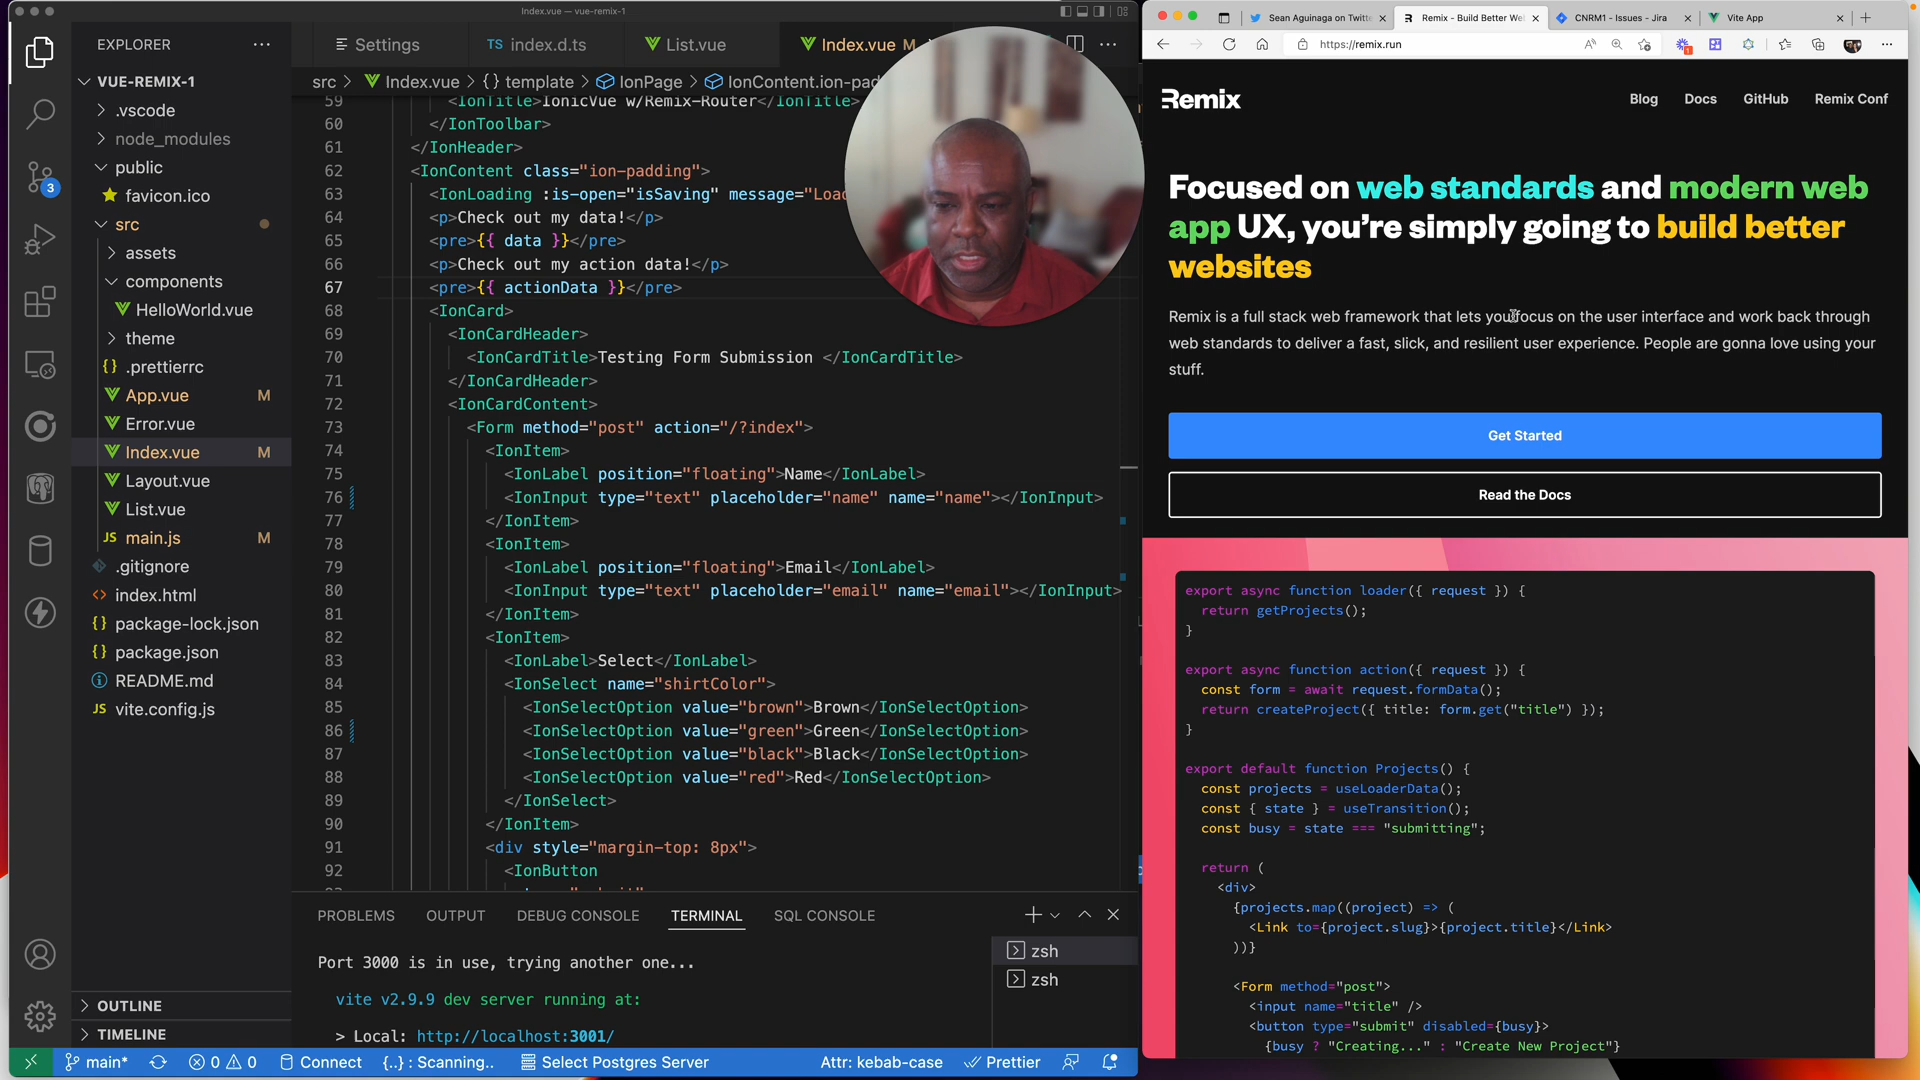 Index.vue — vue-remix-1
EXPLORER
VUE-REMIX-1
.vscode
node_modules
public
favicon.ico
src
assets
components
HelloWorld.vue
theme
{} .prettierrc
App.vue M
Error.vue
Index.vue M
Layout.vue
List.vue
JS main.js M
.gitignore
<> index.html
{} package-lock.json
{} package.json
README.md
JS vite.config.js
OUTLINE
TIMELINE
3
Settings
TS index.d.ts
List.vue
Index.vue M
src > Index.vue > {} template > IonPage > IonContent.ion-pad
59 <IonTitle>IonicVue w/Remix-Router</IonTitle>
60 </IonToolbar>
61 </IonHeader>
62 <IonContent class="ion-padding">
63 <IonLoading :is-open="isSaving" message="Loa
64 <p>Check out my data!</p>
65 <pre>{{ data }}</pre>
66 <p>Check out my action data!</p>
67 <pre>{{ actionData }}</pre>
68 <IonCard>
69 <IonCardHeader>
70 <IonCardTitle>Testing Form Submission </IonCardTitle>
71 </IonCardHeader>
72 <IonCardContent>
73 <Form method="post" action="/?index">
74 <IonItem>
75 <IonLabel position="floating">Name</IonLabel>
76 <IonInput type="text" placeholder="name" name="name"></IonInput>
77 </IonItem>
78 <IonItem>
79 <IonLabel position="floating">Email</IonLabel>
80 <IonInput type="text" placeholder="email" name="email"></IonInput>
81 </IonItem>
82 <IonItem>
83 <IonLabel>Select</IonLabel>
84 <IonSelect name="shirtColor">
85 <IonSelectOption value="brown">Brown</IonSelectOption>
86 <IonSelectOption value="green">Green</IonSelectOption>
87 <IonSelectOption value="black">Black</IonSelectOption>
88 <IonSelectOption value="red">Red</IonSelectOption>
89 </IonSelect>
90 </IonItem>
91 <div style="margin-top: 8px">
92 <IonButton
PROBLEMS OUTPUT DEBUG CONSOLE TERMINAL SQL CONSOLE
Port 3000 is in use, trying another one...
vite v2.9.9 dev server running at:
> Local: http://localhost:3001/
zsh
zsh
main* 0 0 Connect {..} : Scanning.. Select Postgres Server Attr: kebab-case Prettier
Sean Aguinaga on Twitte
Remix - Build Better We
CNRM1 - Issues - Jira
Vite App
https://remix.run
1
Remix
Blog Docs GitHub Remix Conf
Focused on web standards and modern web
app UX, you're simply going to build better
websites
Remix is a full stack web framework that lets you focus on the user interface and work back through
web standards to deliver a fast, slick, and resilient user experience. People are gonna love using your
stuff.
Get Started
Read the Docs
export async function loader({ request }) {
return getProjects();
}
export async function action({ request }) {
const form = await request.formData();
return createProject({ title: form.get("title") });
}
export default function Projects() {
const projects = useLoaderData();
const { state } = useTransition();
const busy = state === "submitting";
return (
<div>
{projects.map((project) => (
<Link to={project.slug}>{project.title}</Link>
))}
<Form method="post">
<input name="title" />
<button type="submit" disabled={busy}>
{busy ? "Creating..." : "Create New Project"}